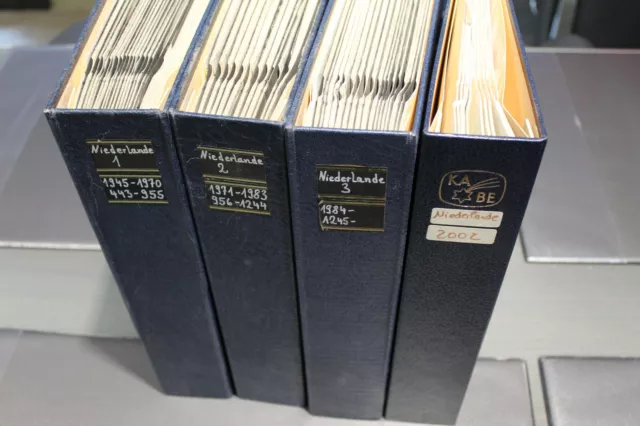 Niederlande
1
1945-1970
443-955
Niederlande
2
1971-1983
956-1244
Niederlande
3
1984-
1245-
KA
BE
Niederlande
2002